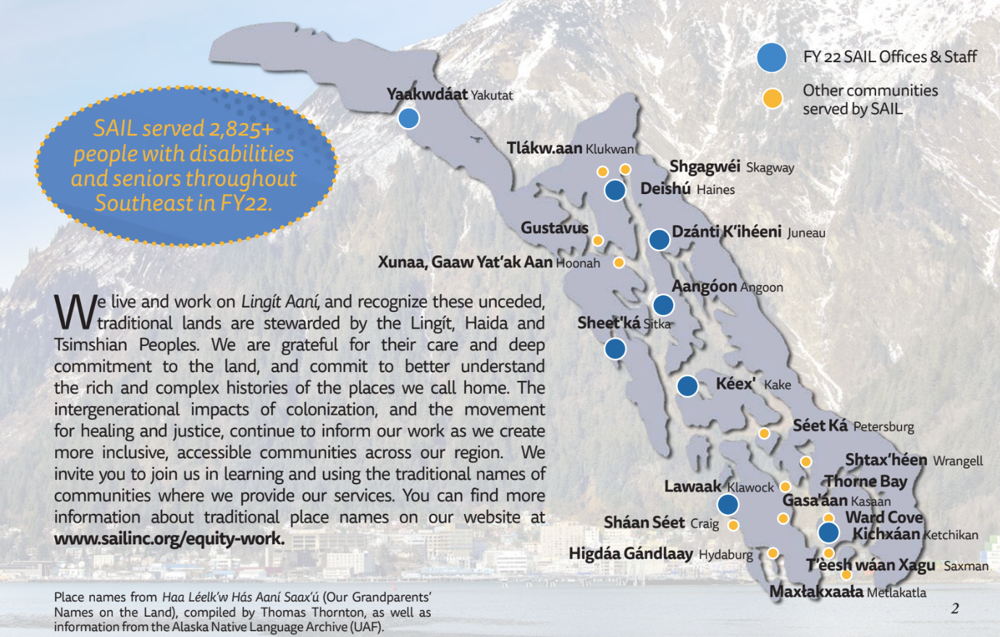 FY 22 SAIL Offices & Staff
Other communities
served by SAIL
SAIL served 2,825+
people with disabilities
and seniors throughout
Southeast in FY22.
Yaakwdáat Yakutat
Tlákw.aan Klukwan
Shgagwéi Skagway
Deishú Haines
Gustavus
Dzánti K'ihéeni Juneau
Xunaa, Gaaw Yat'ak Aan Hoonah
Aangóon Angoon
Sheet'ká Sitka
Kéex' Kake
Séet Ká Petersburg
Shtax'héen Wrangell
Thorne Bay
Lawaak Klawock
Gasa'áan Kasaan
Sháan Séet Craig
Ward Cove
Kichxáan Ketchikan
Higdáa Gándlaay Hydaburg
T'èesh wáan Xagu Saxman
Maxłakxaała Metlakatla
We live and work on Lingít Aaní, and recognize these unceded,
traditional lands are stewarded by the Lingít, Haida and
Tsimshian Peoples. We are grateful for their care and deep
commitment to the land, and commit to better understand
the rich and complex histories of the places we call home. The
intergenerational impacts of colonization, and the movement
for healing and justice, continue to inform our work as we create
more inclusive, accessible communities across our region. We
invite you to join us in learning and using the traditional names of
communities where we provide our services. You can find more
information about traditional place names on our website at
www.sailinc.org/equity-work.
Place names from Haa Léelk'w Hás Aaní Saax'ú (Our Grandparents'
Names on the Land), compiled by Thomas Thornton, as well as
information from the Alaska Native Language Archive (UAF).
2